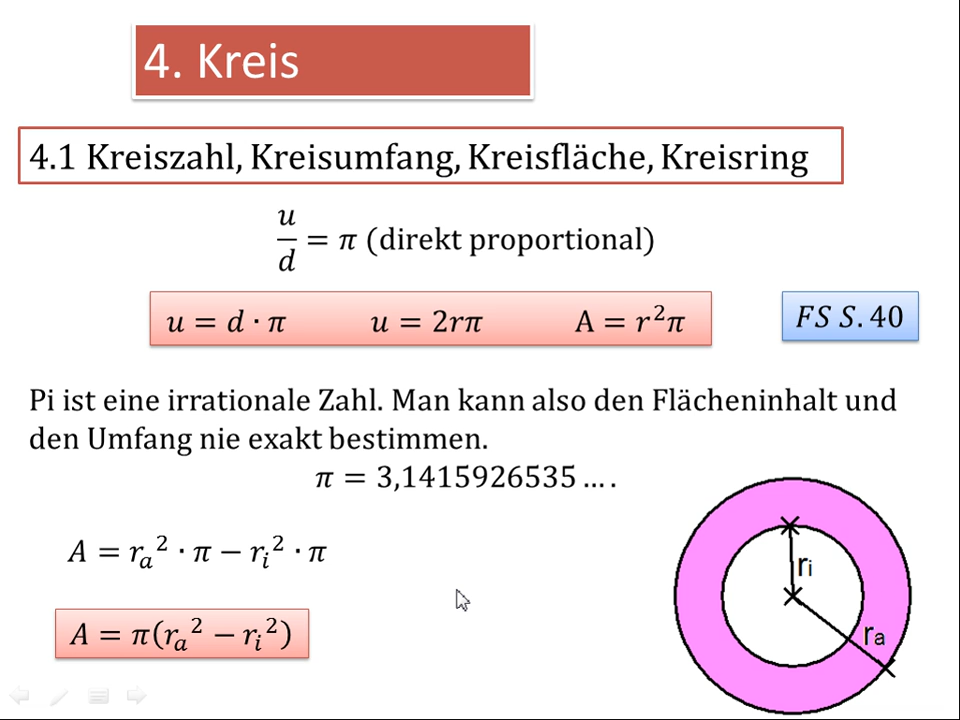 4. Kreis
4.1 Kreiszahl, Kreisumfang, Kreisfläche, Kreisring
u/d = π (direkt proportional)
u = d · π u = 2rπ A = r²π
FS S. 40
Pi ist eine irrationale Zahl. Man kann also den Flächeninhalt und
den Umfang nie exakt bestimmen.
π = 3,1415926535 ... .
A = rₐ² · π − rᵢ² · π
A = π(rₐ² − rᵢ²)
ri
ra